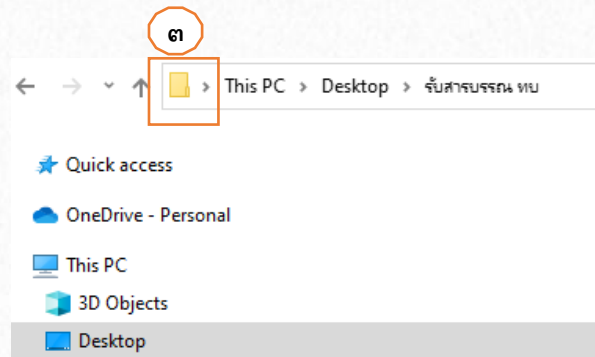 ๓
This PC > Desktop > รับสารบรรณ ทบ
Quick access
OneDrive - Personal
This PC
3D Objects
Desktop